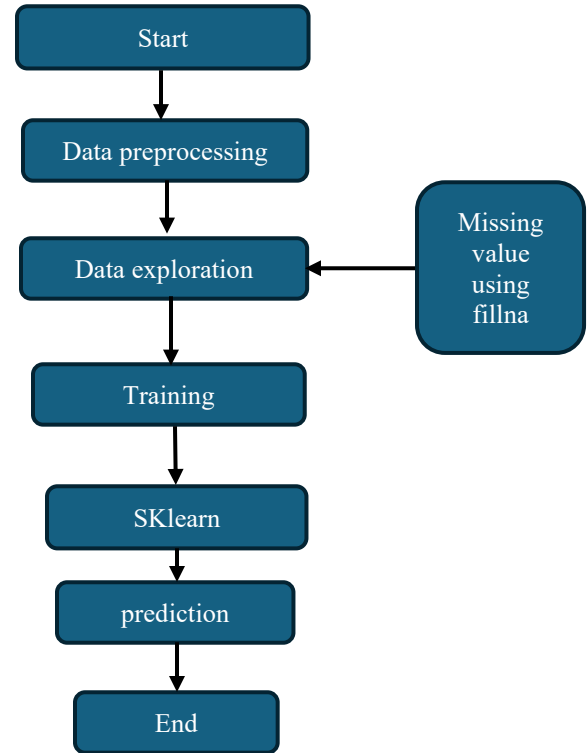 Start
Data preprocessing
Data exploration
Missing
value
using
fillna
Training
SKlearn
prediction
End